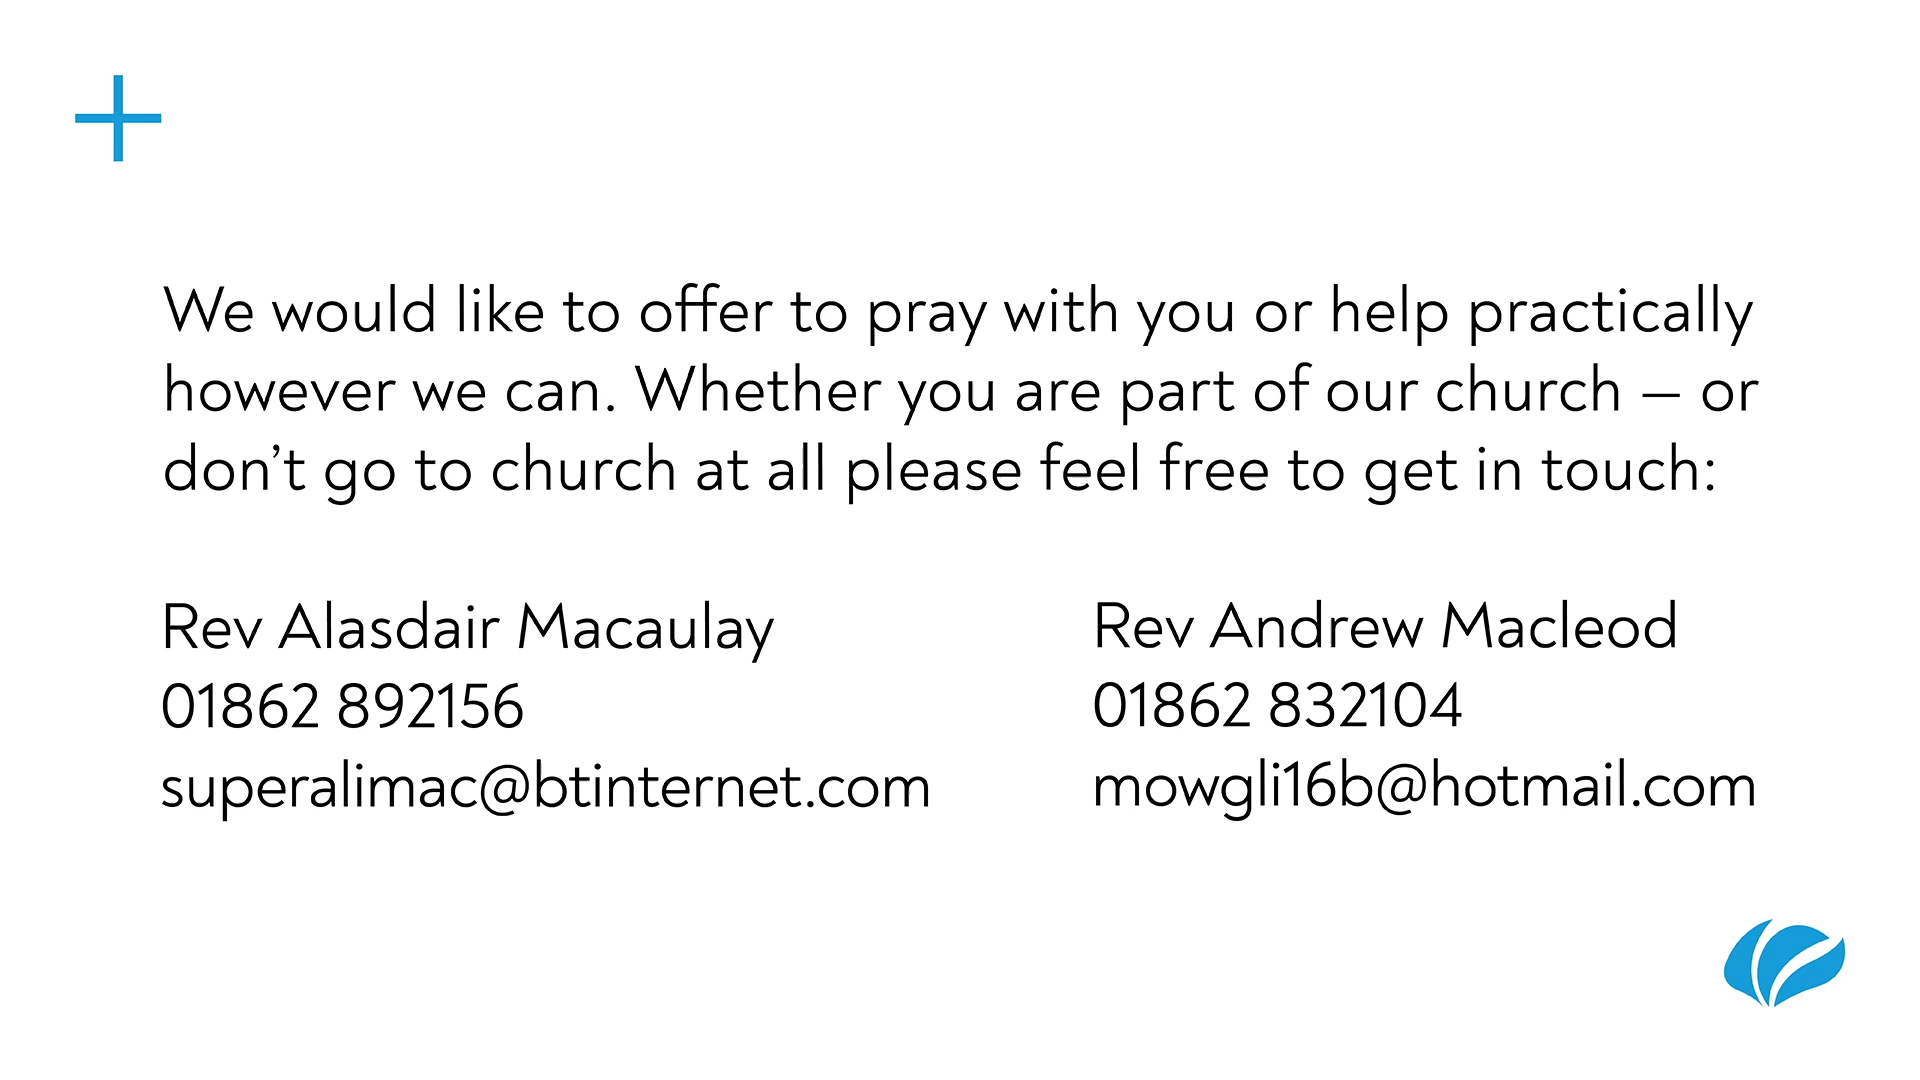 We would like to offer to pray with you or help practically
however we can. Whether you are part of our church – or
don’t go to church at all please feel free to get in touch:
Rev Alasdair Macaulay
01862 892156
superalimac@btinternet.com
Rev Andrew Macleod
01862 832104
mowgli16b@hotmail.com